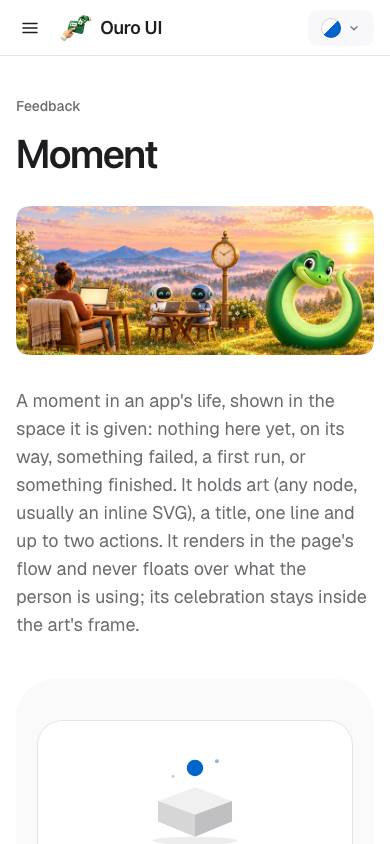 Ouro UI
Feedback
Moment
A moment in an app's life, shown in the
space it is given: nothing here yet, on its
way, something failed, a first run, or
something finished. It holds art (any node,
usually an inline SVG), a title, one line and
up to two actions. It renders in the page's
flow and never floats over what the
person is using; its celebration stays inside
the art's frame.